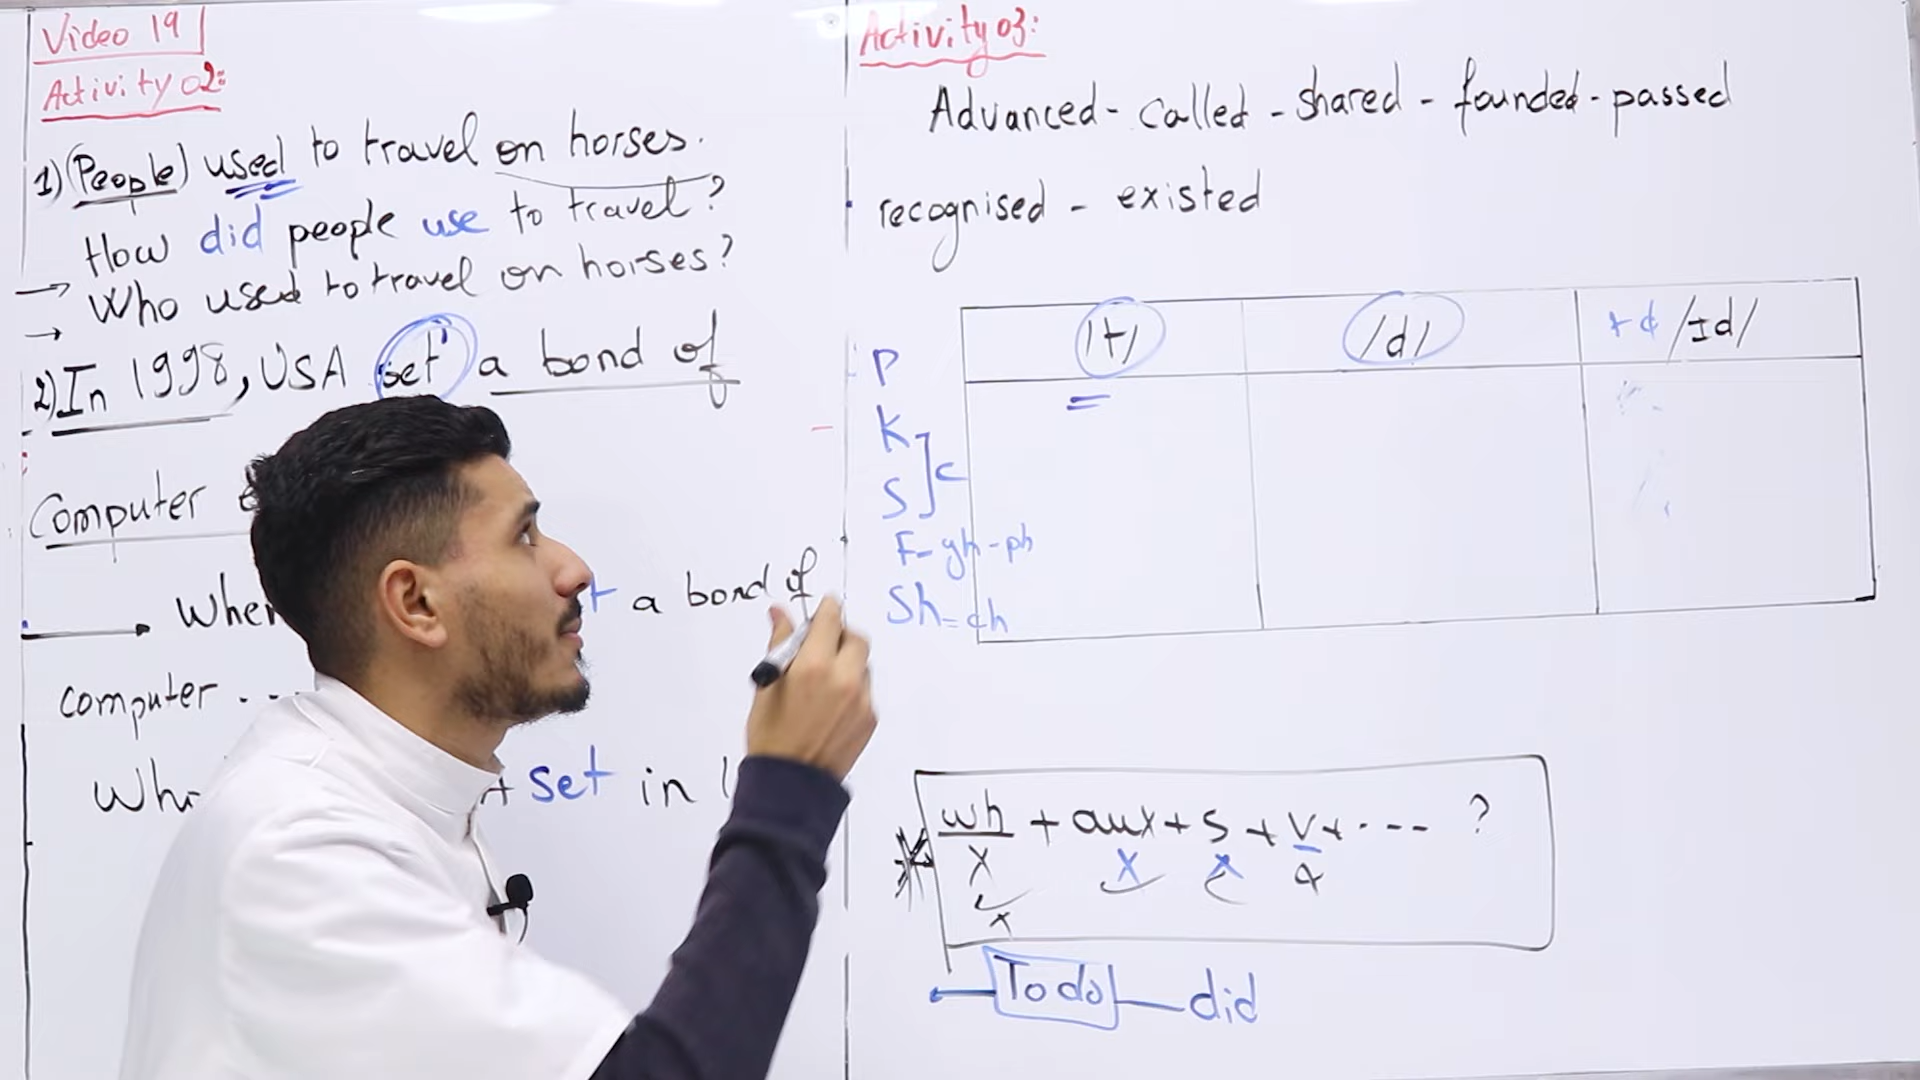 Video 19
Activity 02:
1) (People) used to travel on horses.
How did people use to travel?
→ Who used to travel on horses?
→
2) In 1998, USA set a bond of
Computer
When a bond of
computer ...
set in
Activity 03:
Advanced - called - shared - founded - passed
recognised - existed
/t/ /d/ t d /Id/
P
K
S ] c
F - gh - ph
Sh = ch
wh + aux + S + V + ---- ?
x x x
x
To do did